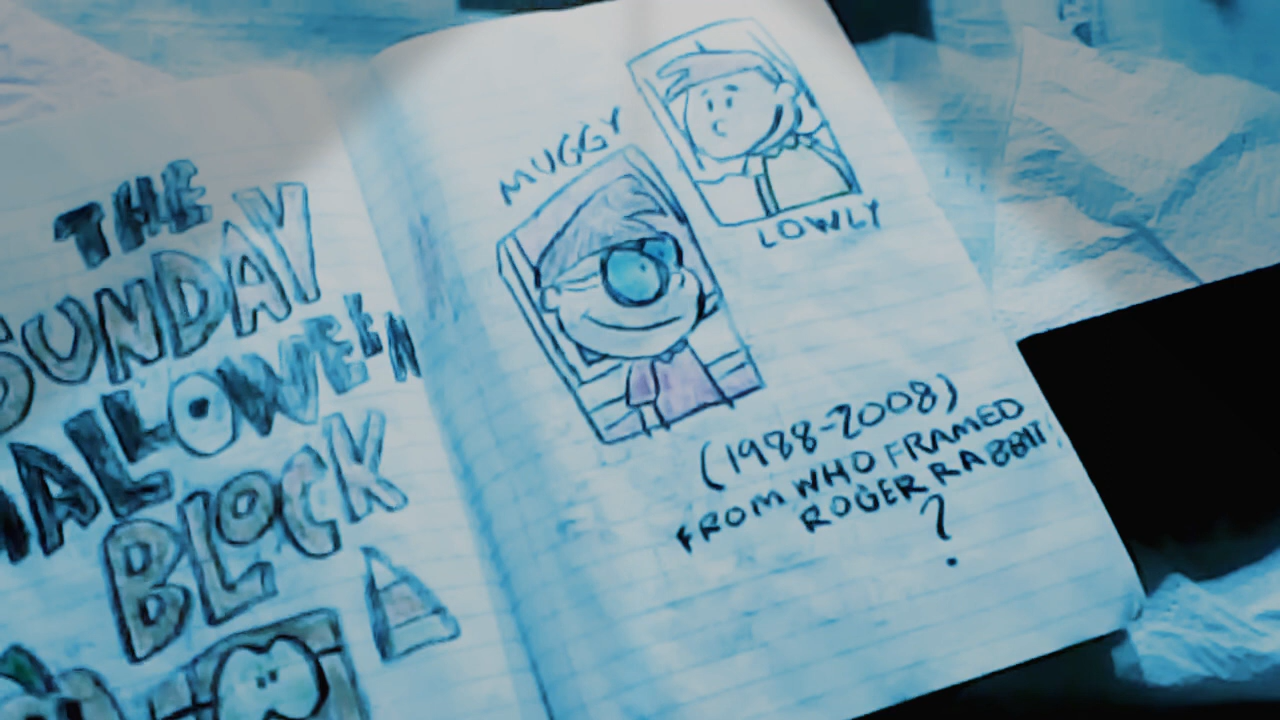 THE
SUNDAY
HALLOWEEN
BLOCK
MUGGY
LOWLY
(1988-2008)
FROM WHO FRAMED
ROGER RABBIT
?